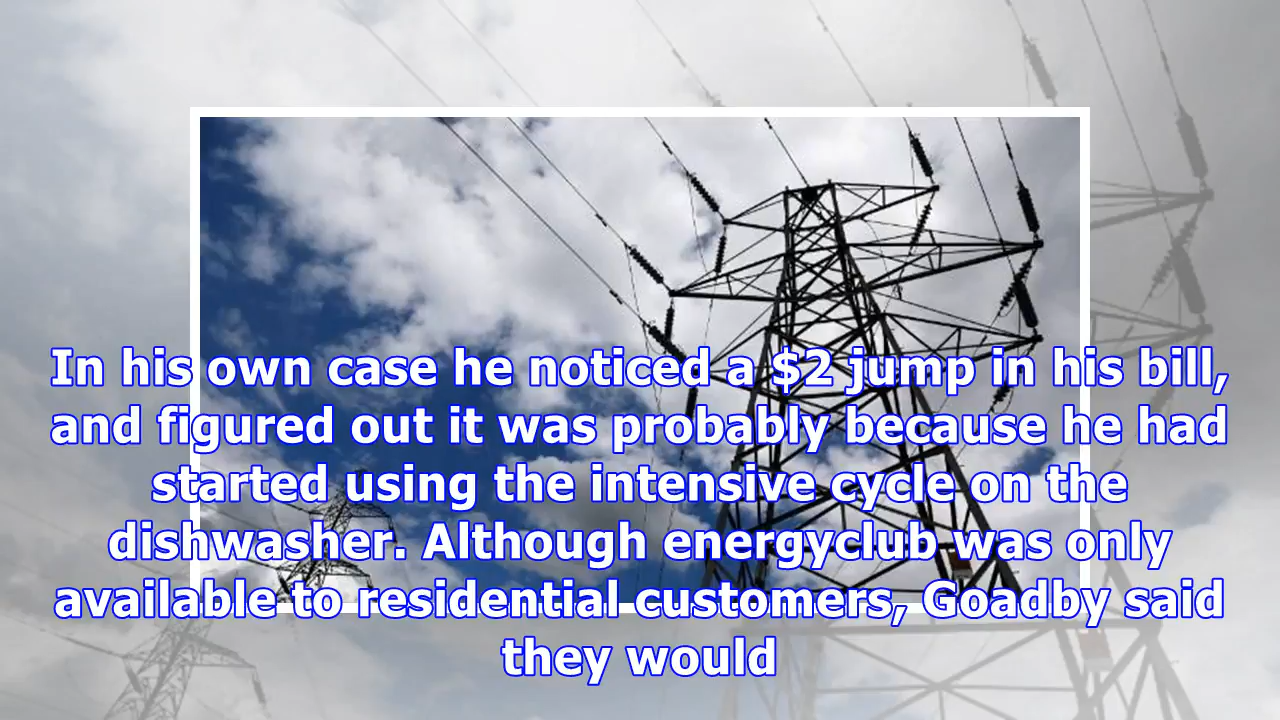 In his own case he noticed a $2 jump in his bill,
and figured out it was probably because he had
started using the intensive cycle on the
dishwasher. Although energyclub was only
available to residential customers, Goadby said
they would